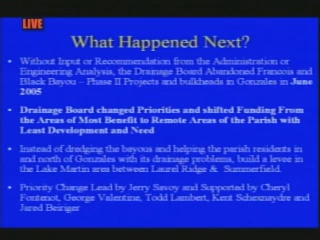 LIVE
What Happened Next?
• Without Input or Recommendation from the Administration or
Engineering Analysis, the Drainage Board Abandoned Francois and
Black Bayou – Phase II Projects and bulkheads in Gonzales in June
2005
• Drainage Board changed Priorities and shifted Funding From
the Areas of Most Benefit to Remote Areas of the Parish with
Least Development and Need
• Instead of dredging the bayous and helping the parish residents in
and north of Gonzales with its drainage problems, build a levee in
the Lake Martin area between Laurel Ridge & Summerfield.
• Priority Change Lead by Jerry Savoy and Supported by Cheryl
Fontenot, George Valentine, Todd Lambert, Kent Schexnaydre and
Jared Beiriger